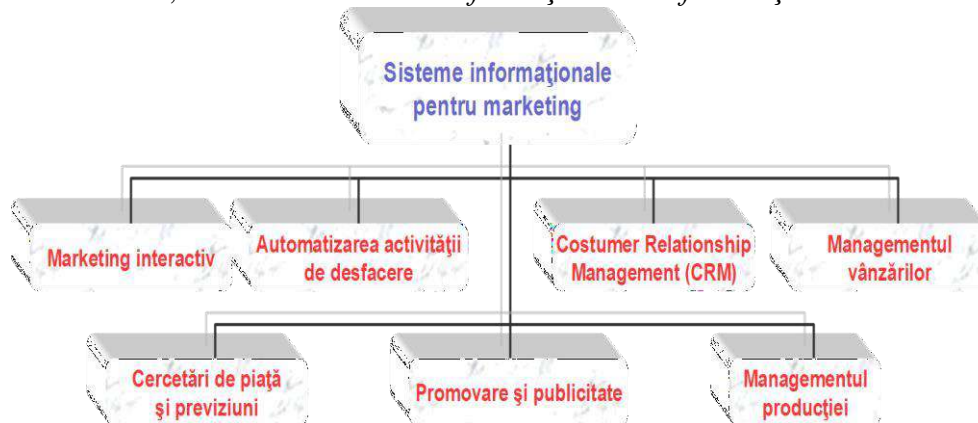 Sisteme informaţionale
pentru marketing
Marketing interactiv
Automatizarea activităţii
de desfacere
Costumer Relationship
Management (CRM)
Managementul
vânzărilor
Cercetări de piaţă
şi previziuni
Promovare şi publicitate
Managementul
producţiei